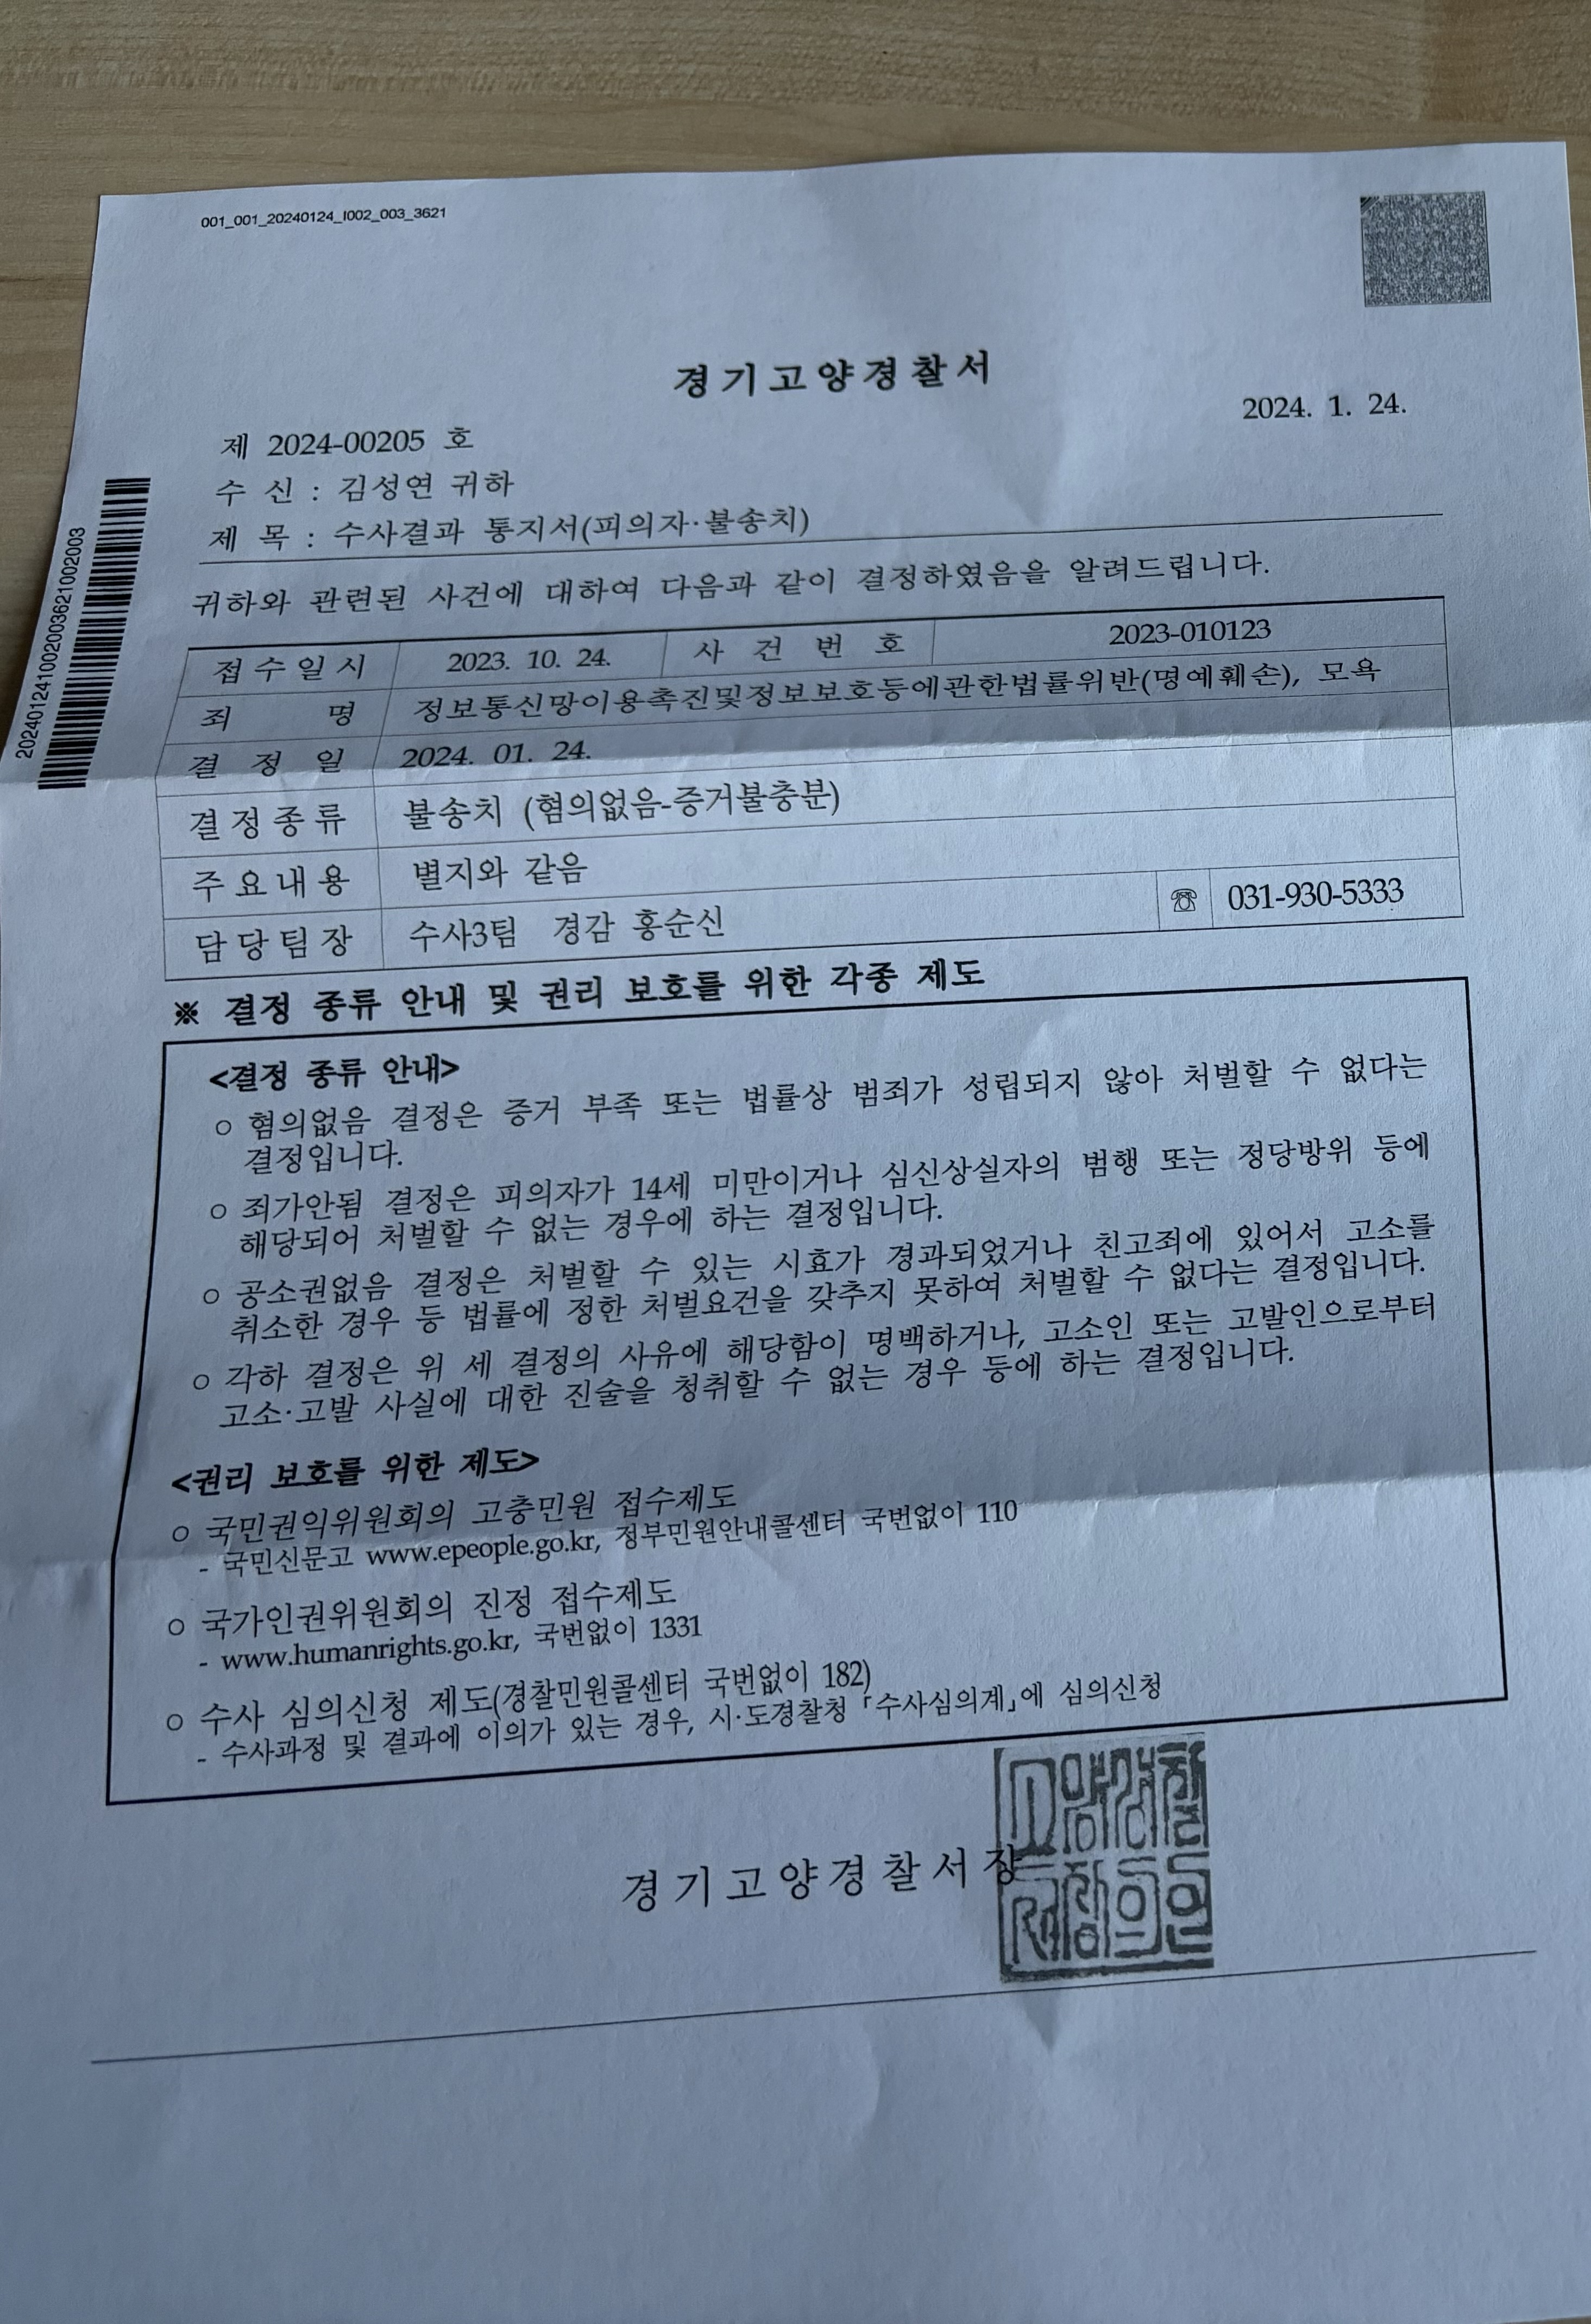 001_001_20240124_I002_003_3621
경기고양경찰서
2024. 1. 24.
제 2024-00205 호
수 신 : 김성연 귀하
제 목 : 수사결과 통지서(피의자·불송치)
귀하와 관련된 사건에 대하여 다음과 같이 결정하였음을 알려드립니다.
접수일시 2023. 10. 24. 사 건 번 호 2023-010123
죄 명 정보통신망이용촉진및정보보호등에관한법률위반(명예훼손), 모욕
결 정 일 2024. 01. 24.
결정종류 불송치 (혐의없음-증거불충분)
주요내용 별지와 같음
담당팀장 수사3팀 경감 홍순신 ☏ 031-930-5333
※ 결정 종류 안내 및 권리 보호를 위한 각종 제도
<결정 종류 안내>
○ 혐의없음 결정은 증거 부족 또는 법률상 범죄가 성립되지 않아 처벌할 수 없다는
결정입니다.
○ 죄가안됨 결정은 피의자가 14세 미만이거나 심신상실자의 범행 또는 정당방위 등에
해당되어 처벌할 수 없는 경우에 하는 결정입니다.
○ 공소권없음 결정은 처벌할 수 있는 시효가 경과되었거나 친고죄에 있어서 고소를
취소한 경우 등 법률에 정한 처벌요건을 갖추지 못하여 처벌할 수 없다는 결정입니다.
○ 각하 결정은 위 세 결정의 사유에 해당함이 명백하거나, 고소인 또는 고발인으로부터
고소·고발 사실에 대한 진술을 청취할 수 없는 경우 등에 하는 결정입니다.
<권리 보호를 위한 제도>
○ 국민권익위원회의 고충민원 접수제도
- 국민신문고 www.epeople.go.kr, 정부민원안내콜센터 국번없이 110
○ 국가인권위원회의 진정 접수제도
- www.humanrights.go.kr, 국번없이 1331
○ 수사 심의신청 제도(경찰민원콜센터 국번없이 182)
- 수사과정 및 결과에 이의가 있는 경우, 시·도경찰청 「수사심의계」에 심의신청
경기고양경찰서장
20240124100200362100200­3